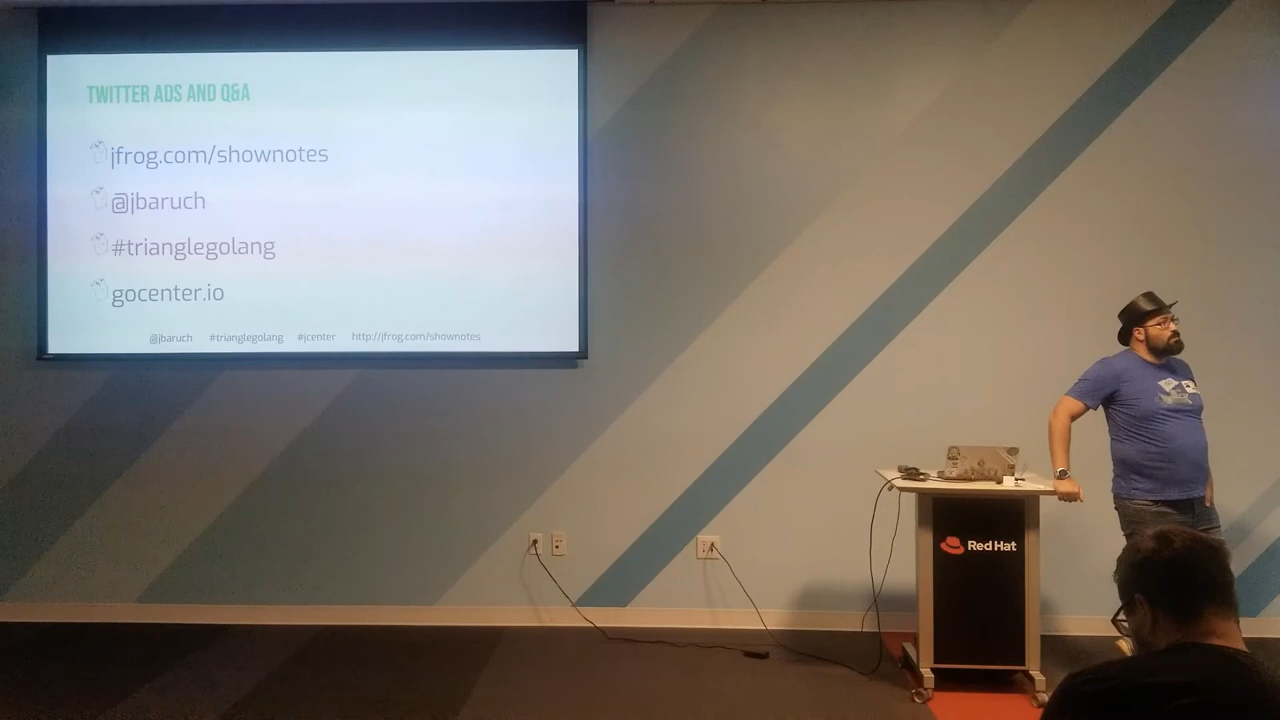 TWITTER ADS AND Q&A
jfrog.com/shownotes
@jbaruch
#trianglegolang
gocenter.io
@jbaruch #trianglegolang #jcenter http://jfrog.com/shownotes
Red Hat